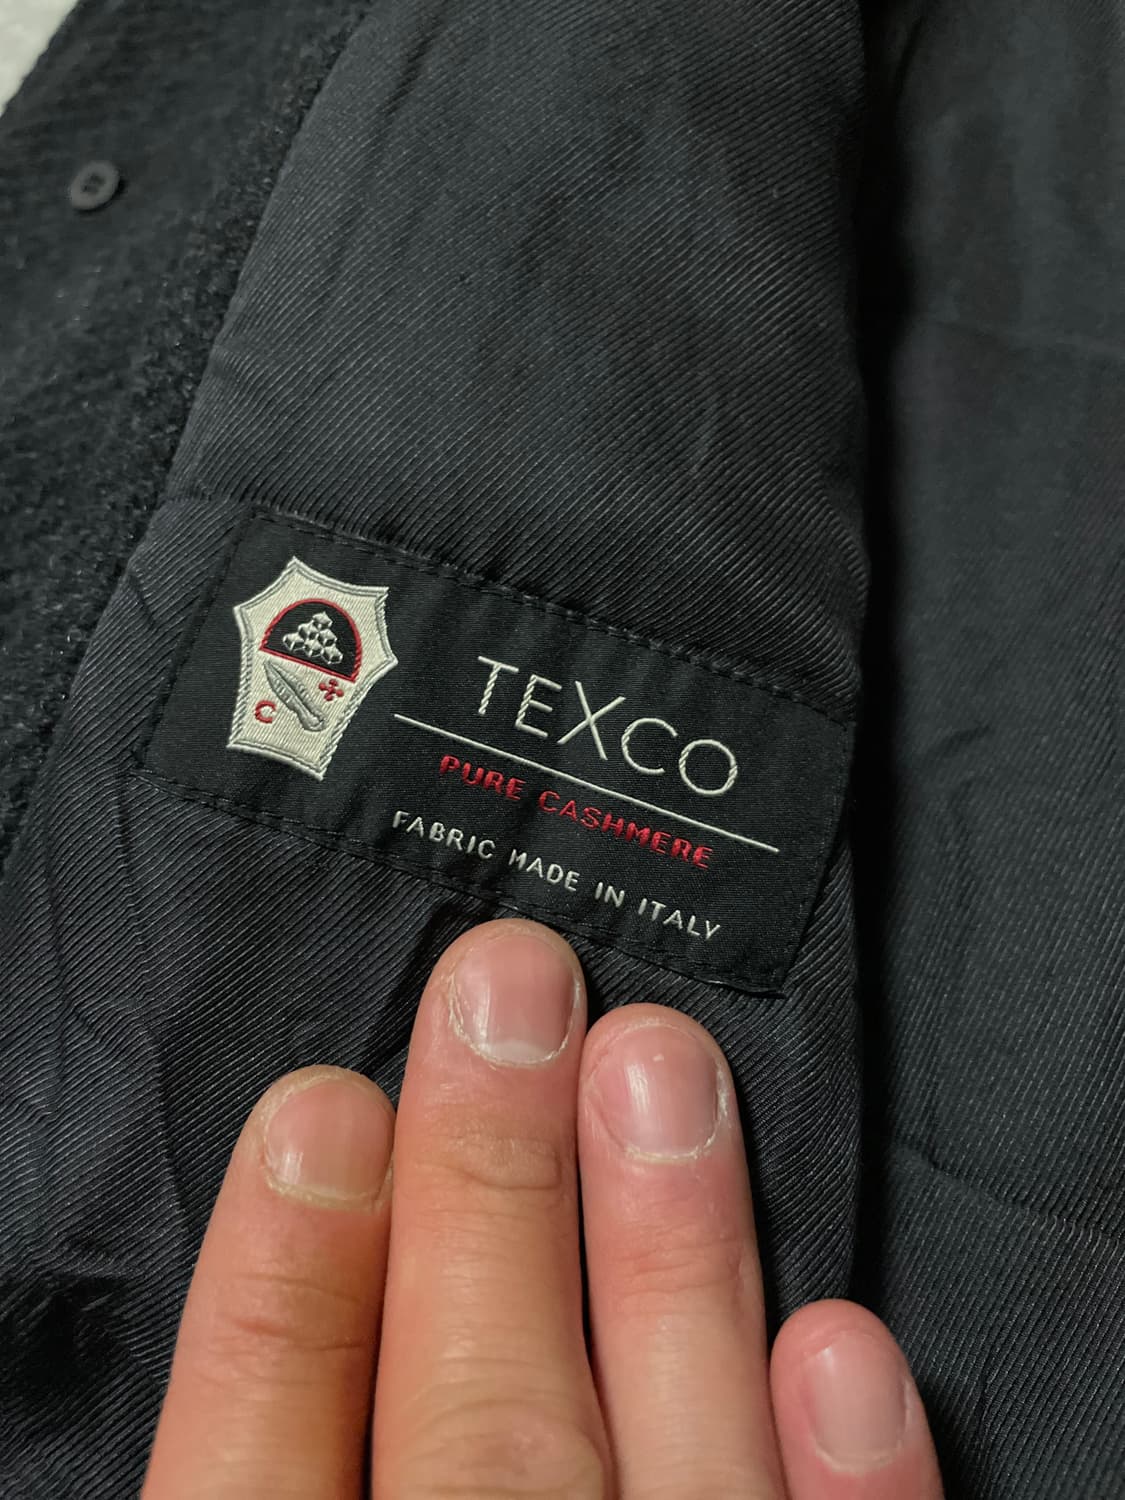 C
TEXCO
PURE CASHMERE
FABRIC MADE IN ITALY